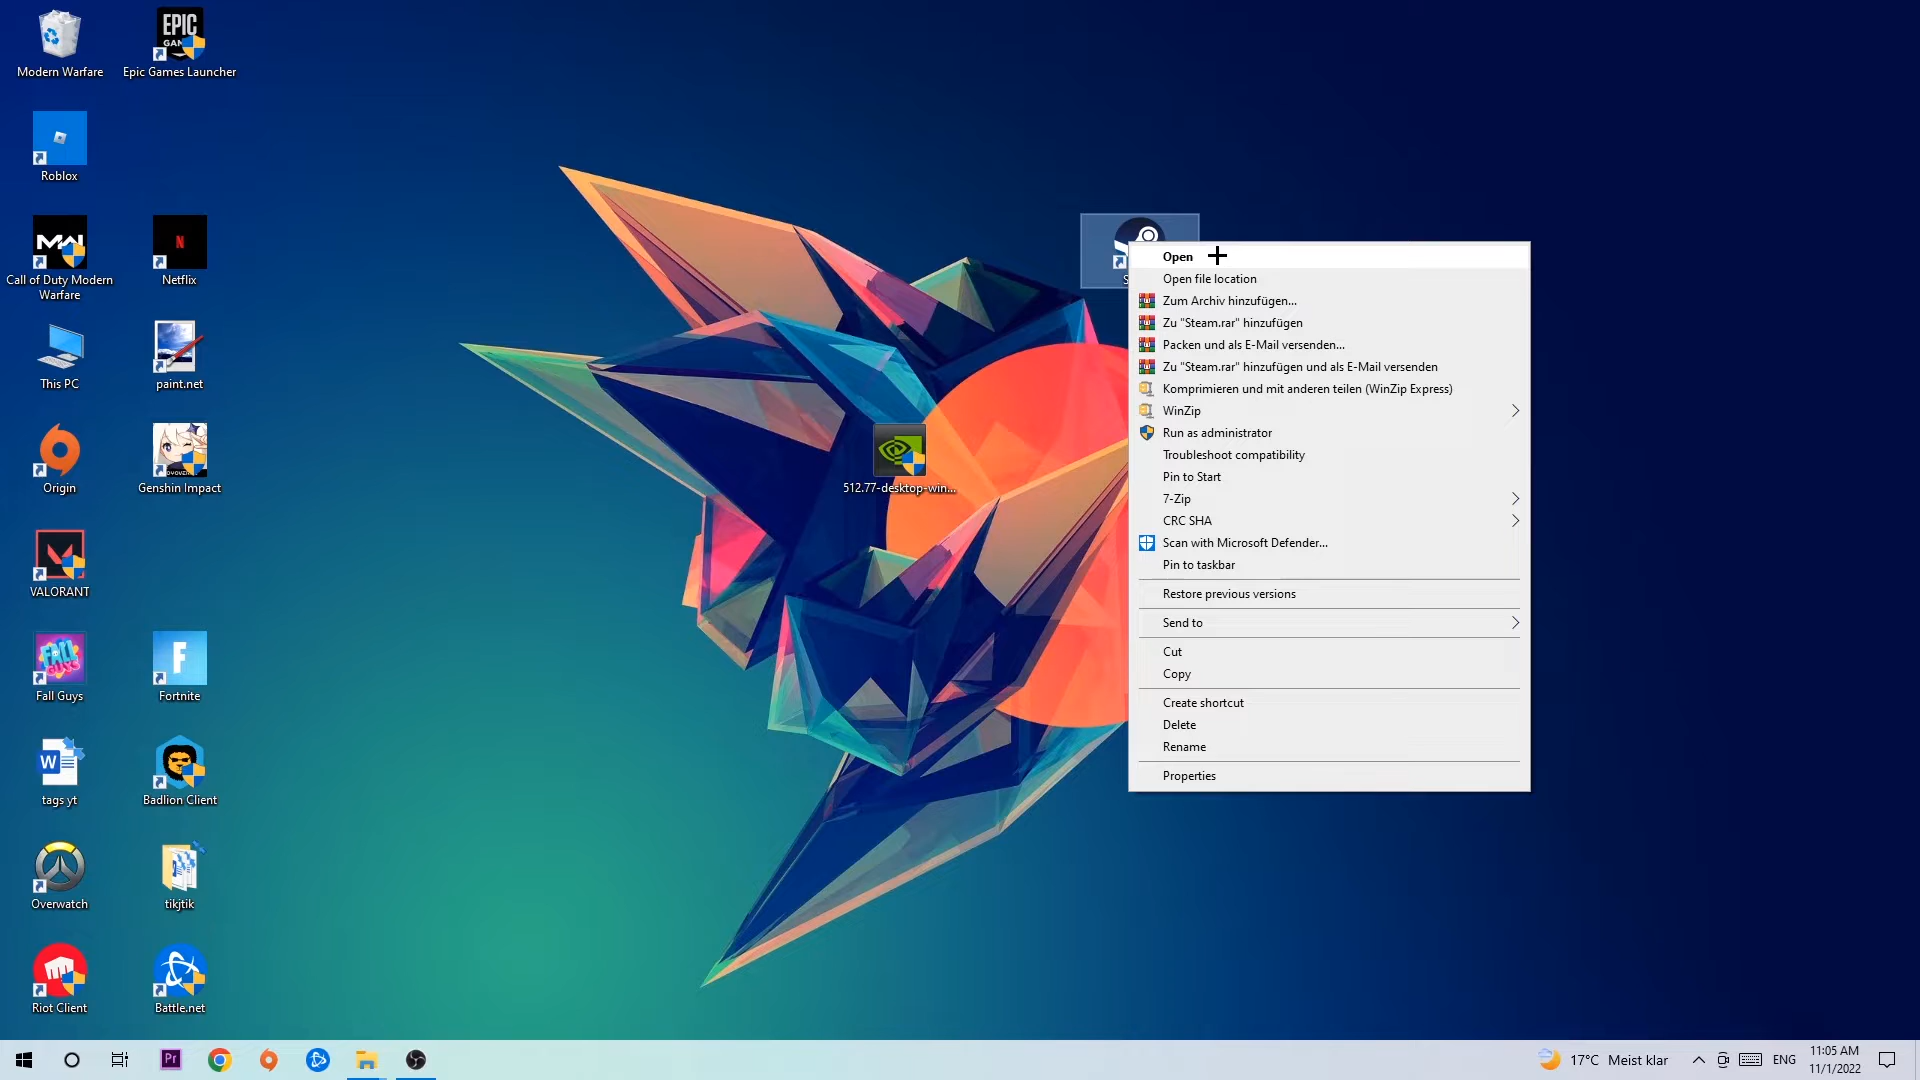 Modern Warfare
EPIC
Epic Games Launcher
Roblox
MW
Call of Duty Modern
Warfare
N
Netflix
This PC
paint.net
Origin
Genshin Impact
VALORANT
FALL
GUYS
Fall Guys
F
Fortnite
W
tags yt
Badlion Client
Overwatch
tikjtik
Riot Client
Battle.net
512.77-desktop-win...
Open
Open file location
Zum Archiv hinzufügen...
Zu "Steam.rar" hinzufügen
Packen und als E-Mail versenden...
Zu "Steam.rar" hinzufügen und als E-Mail versenden
Komprimieren und mit anderen teilen (WinZip Express)
WinZip
Run as administrator
Troubleshoot compatibility
Pin to Start
7-Zip
CRC SHA
Scan with Microsoft Defender...
Pin to taskbar
Restore previous versions
Send to
Cut
Copy
Create shortcut
Delete
Rename
Properties
Pr
17°C Meist klar
ENG
11:05 AM
11/1/2022